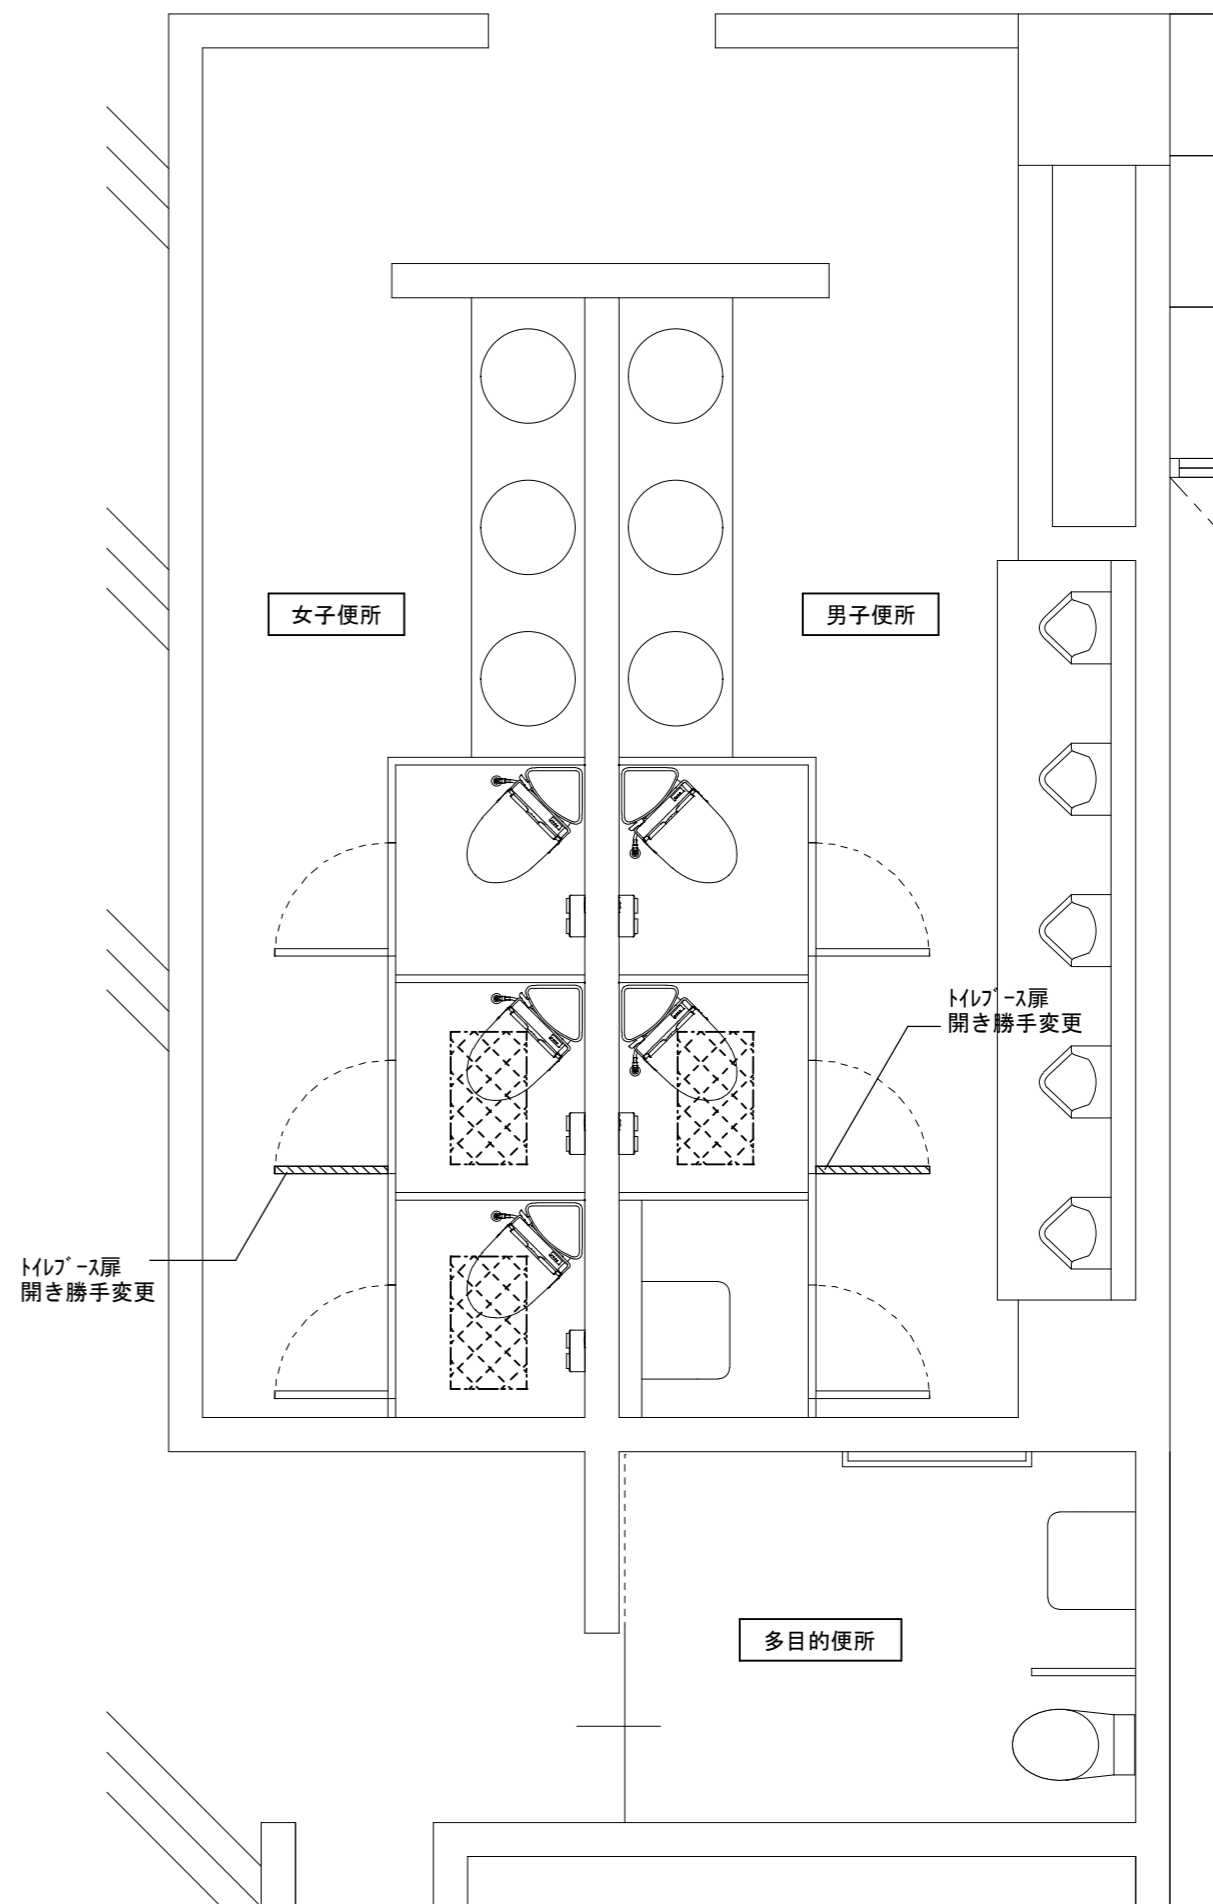 女子便所
男子便所
ﾄｲﾚﾌﾞｰｽ扉
開き勝手変更
ﾄｲﾚﾌﾞｰｽ扉
開き勝手変更
多目的便所